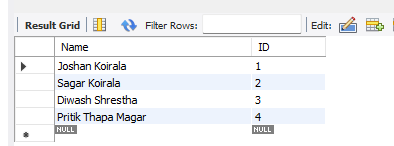 Result Grid Filter Rows: Edit:
Name ID
Joshan Koirala 1
Sagar Koirala 2
Diwash Shrestha 3
Pritik Thapa Magar 4
NULL NULL